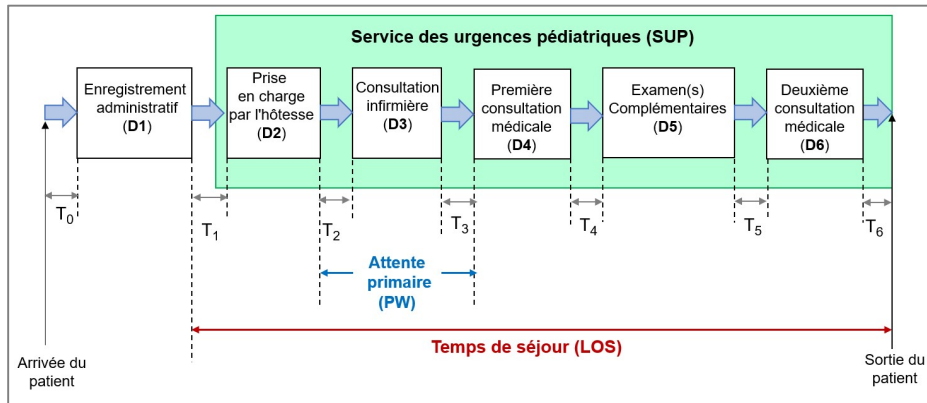 Service des urgences pédiatriques (SUP)
Enregistrement
administratif
(D1)
Prise
en charge
par l'hôtesse
(D2)
Consultation
infirmière
(D3)
Première
consultation
médicale
(D4)
Examen(s)
Complémentaires
(D5)
Deuxième
consultation
médicale
(D6)
T0
T1
T2
T3
T4
T5
T6
Attente
primaire
(PW)
Temps de séjour (LOS)
Arrivée du
patient
Sortie du
patient